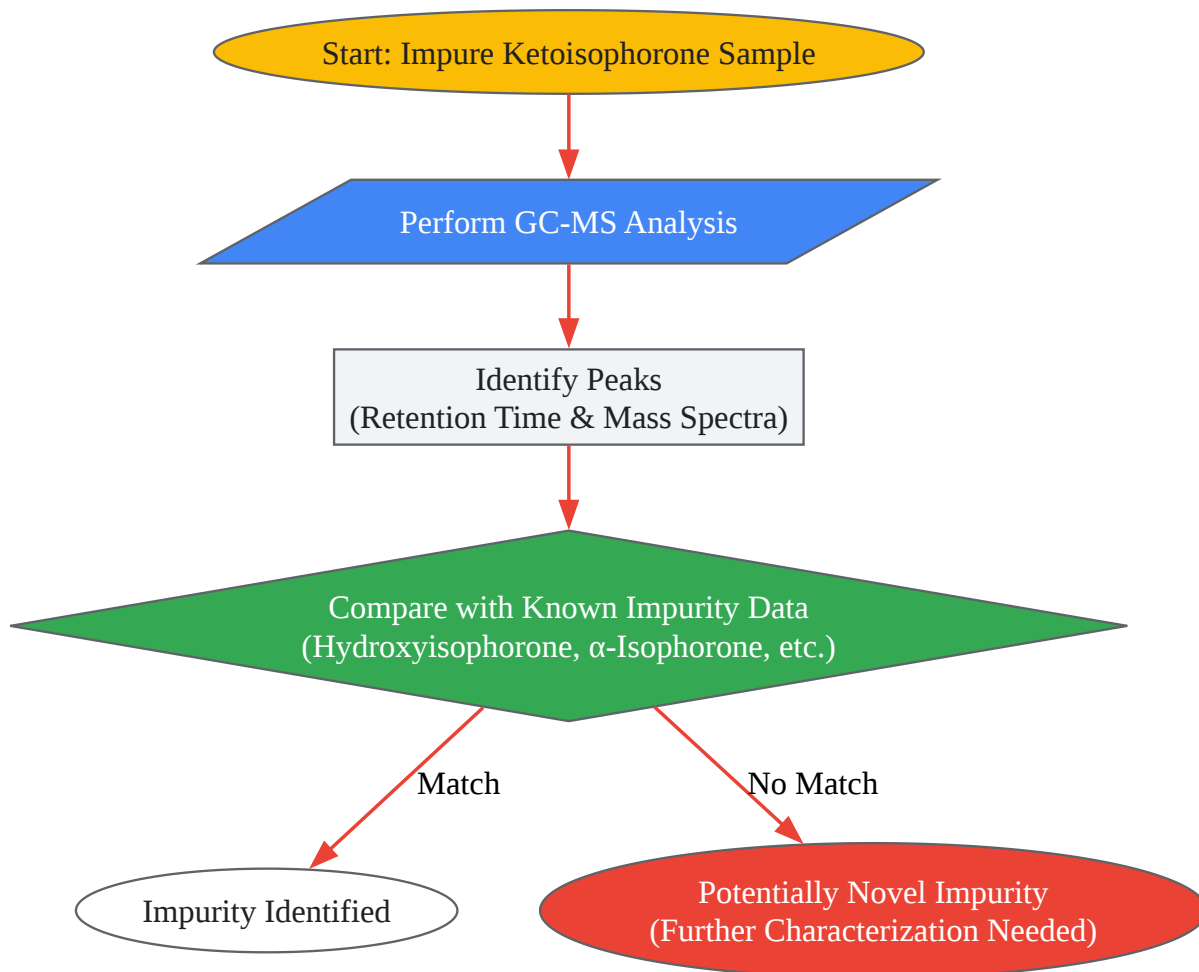 Start: Impure Ketoisophorone Sample
Perform GC-MS Analysis
Identify Peaks
(Retention Time & Mass Spectra)
Compare with Known Impurity Data
(Hydroxyisophorone, α-Isophorone, etc.)
Match
No Match
Impurity Identified
Potentially Novel Impurity
(Further Characterization Needed)